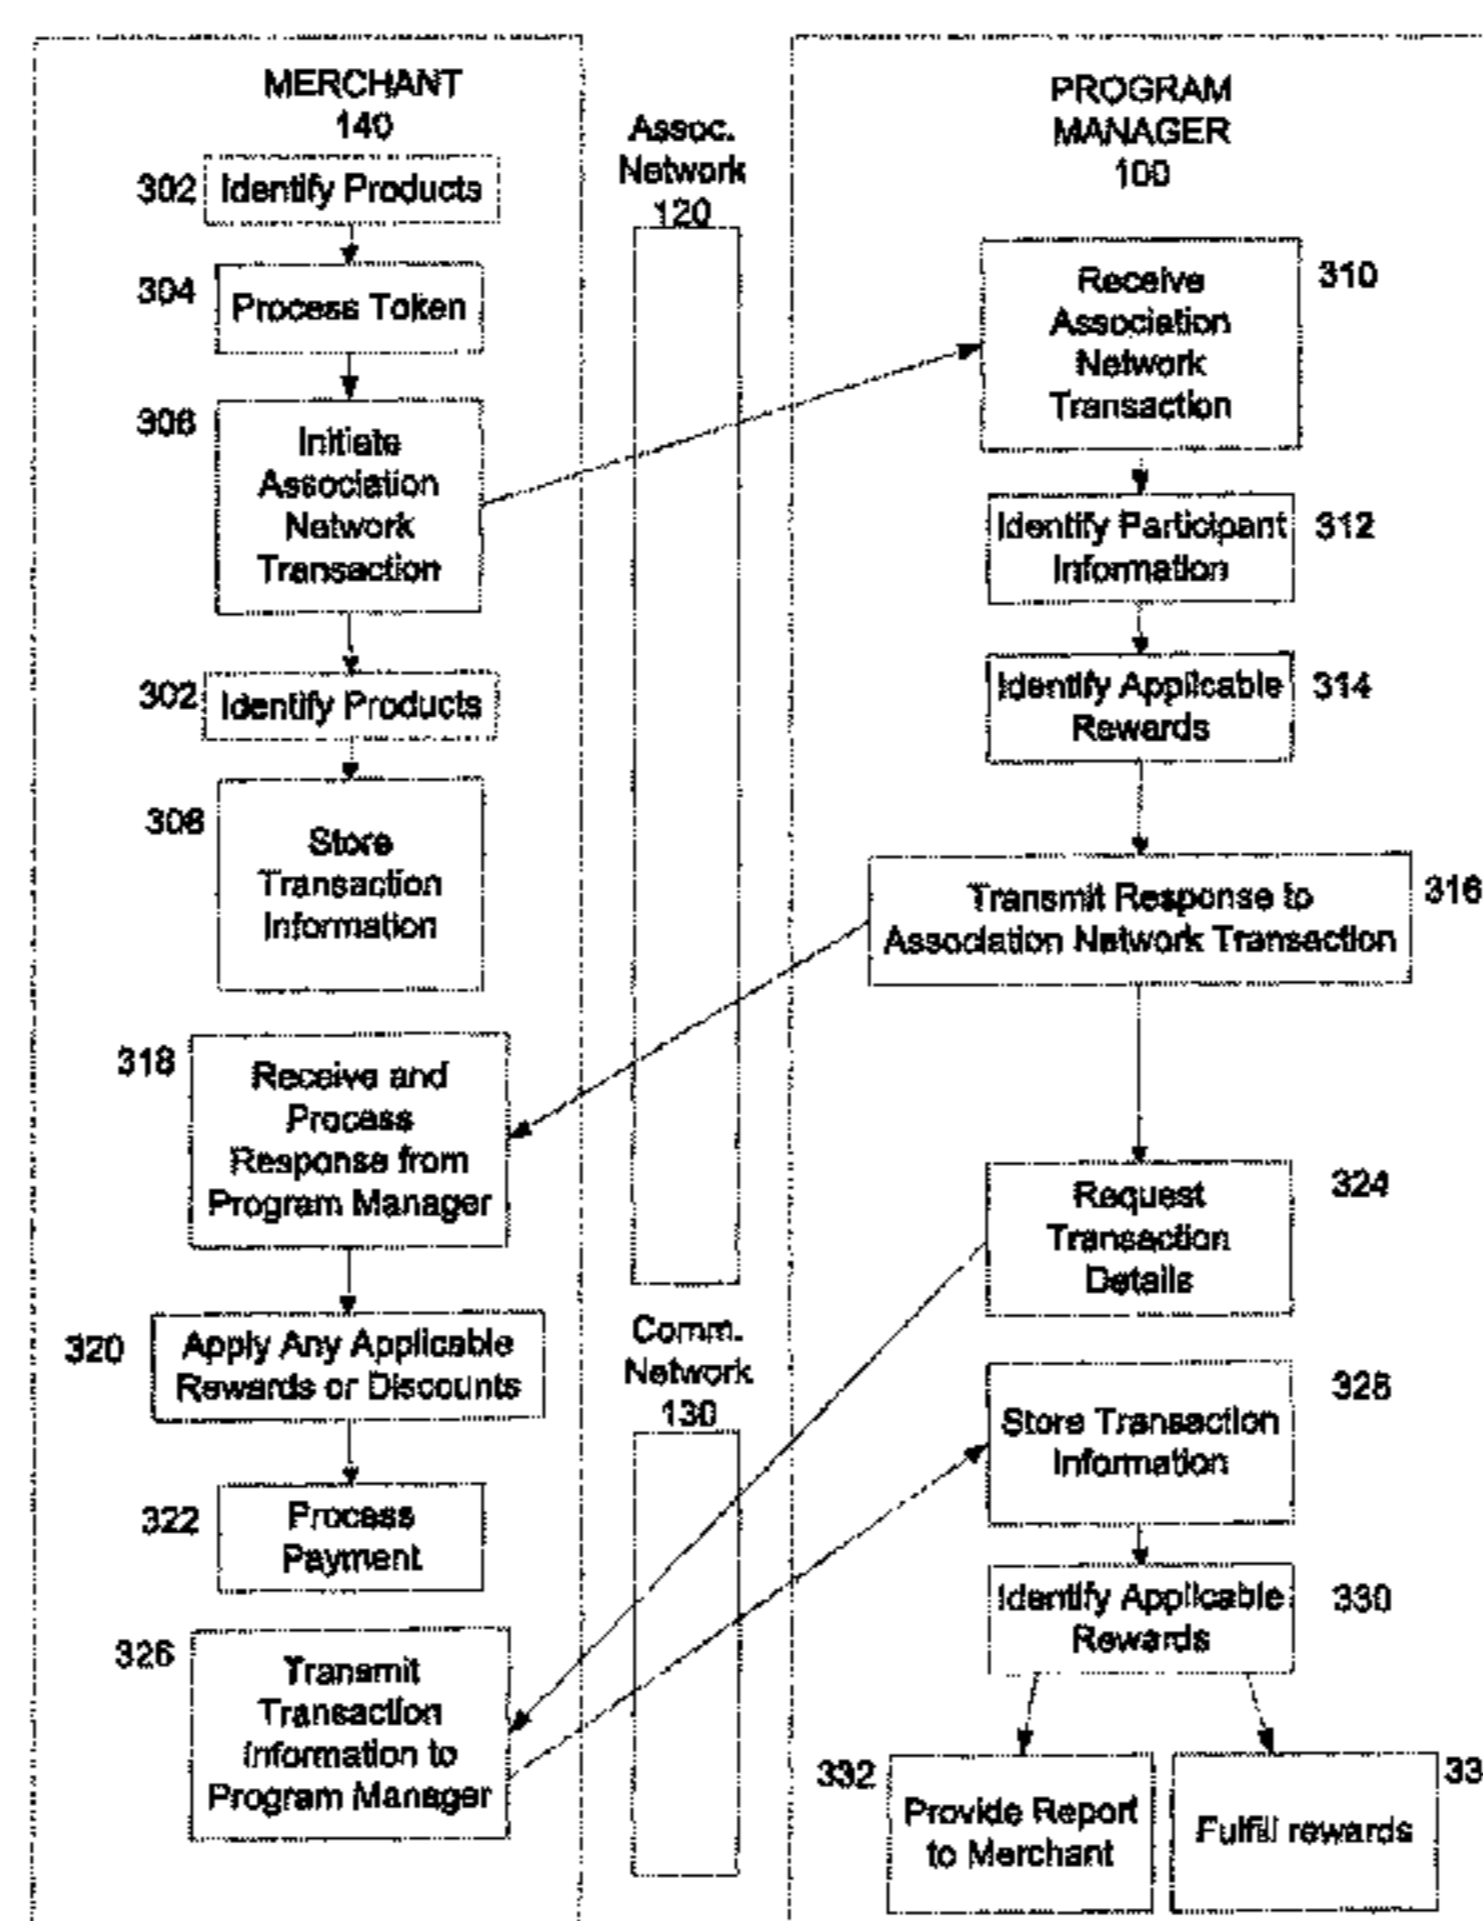 MERCHANT
140
302
Identify Products
304
Process Token
306
Initiate
Association
Network
Transaction
302
Identify Products
308
Store
Transaction
Information
318
Receive and
Process
Response from
Program Manager
320
Apply Any Applicable
Rewards or Discounts
322
Process
Payment
326
Transmit
Transaction
Information to
Program Manager
Assoc.
Network
120
Comm.
Network
130
PROGRAM
MANAGER
100
310
Receive
Association
Network
Transaction
Identify Participant
Information
312
Identify Applicable
Rewards
314
Transmit Response to
Association Network Transaction
316
Request
Transaction
Details
324
Store Transaction
Information
328
Identify Applicable
Rewards
330
332
Provide Report
to Merchant
Fulfill rewards
33